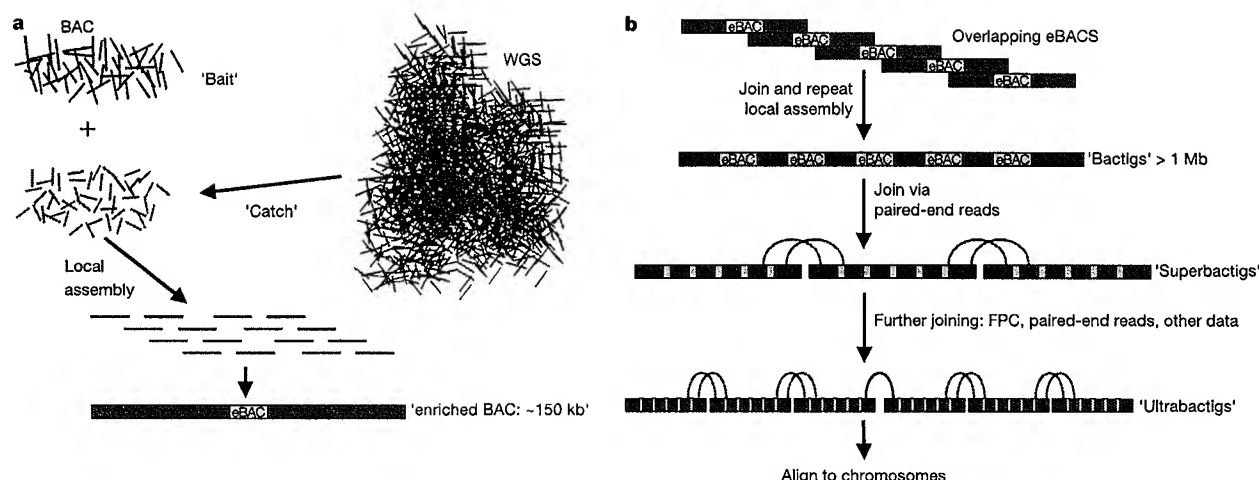 a
BAC
'Bait'
+
WGS
'Catch'
Local
assembly
eBAC
'enriched BAC: ~150 kb'
b
eBAC
eBAC
eBAC
eBAC
eBAC
Overlapping eBACS
Join and repeat
local assembly
eBAC eBAC eBAC eBAC eBAC
'BactIgs' > 1 Mb
Join via
paired-end reads
'Superbactigs'
Further joining: FPC, paired-end reads, other data
'Ultrabactigs'
Align to chromosomes